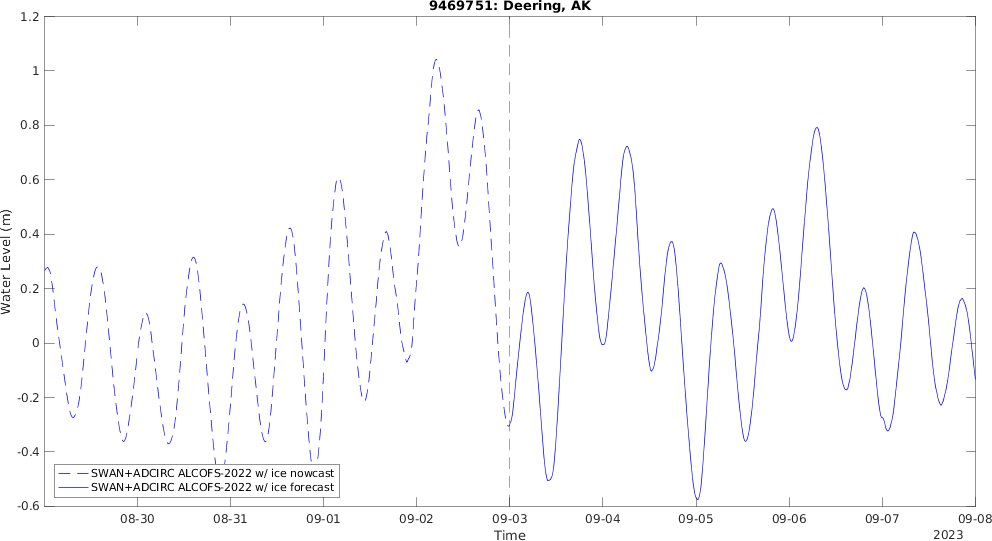 9469751: Deering, AK
1.2
1
0.8
0.6
0.4
0.2
0
-0.2
-0.4
-0.6
Water Level (m)
SWAN+ADCIRC ALCOFS-2022 w/ ice nowcast
SWAN+ADCIRC ALCOFS-2022 w/ ice forecast
08-30 08-31 09-01 09-02 09-03 09-04 09-05 09-06 09-07 09-08
Time
2023